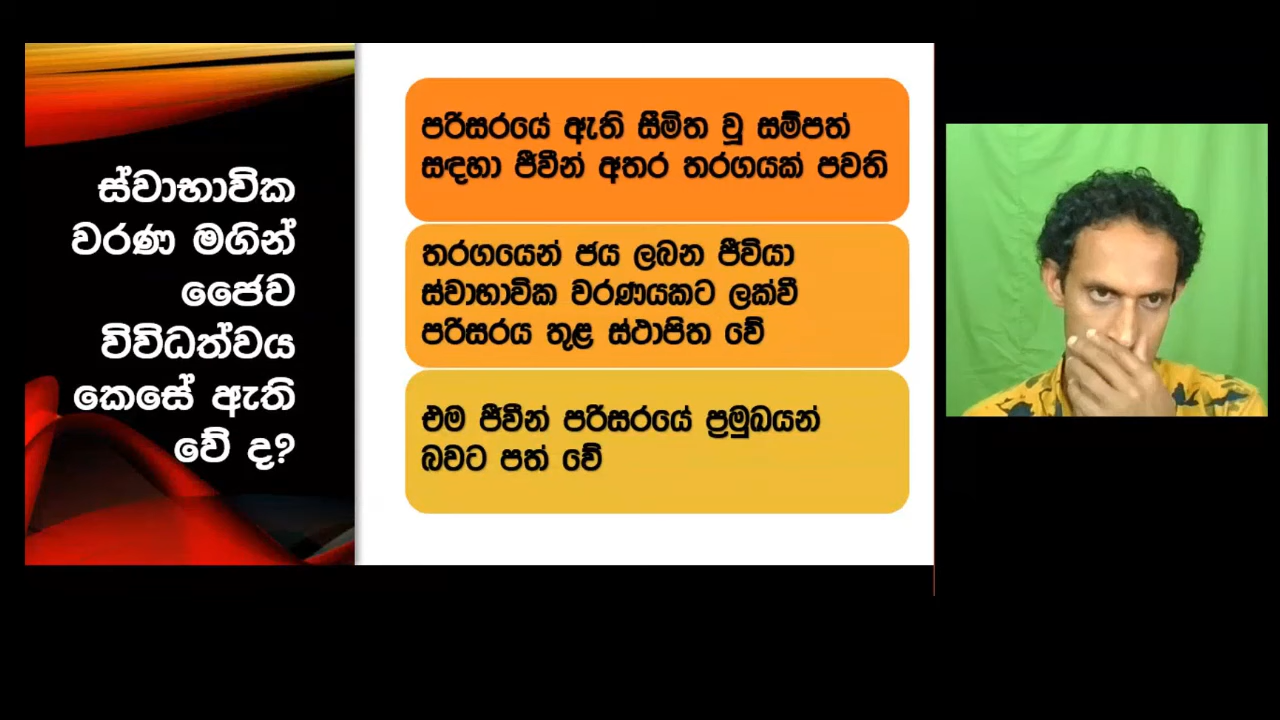 ස්වාභාවික
වරණ මගින්
ජෛව
විවිධත්වය
කෙසේ ඇති
වේ ද?
පරිසරයේ ඇති සීමිත වූ සම්පත්
සඳහා ජීවීන් අතර තරගයක් පවතී
තරගයෙන් ජය ලබන ජීවියා
ස්වාභාවික වරණයකට ලක්වී
පරිසරය තුළ ස්ථාපිත වේ
එම ජීවීන් පරිසරයේ ප්‍රමුඛයන්
බවට පත් වේ